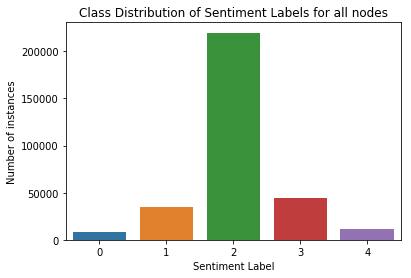 Class Distribution of Sentiment Labels for all nodes
Number of instances
200000
150000
100000
50000
0
0 1 2 3 4
Sentiment Label